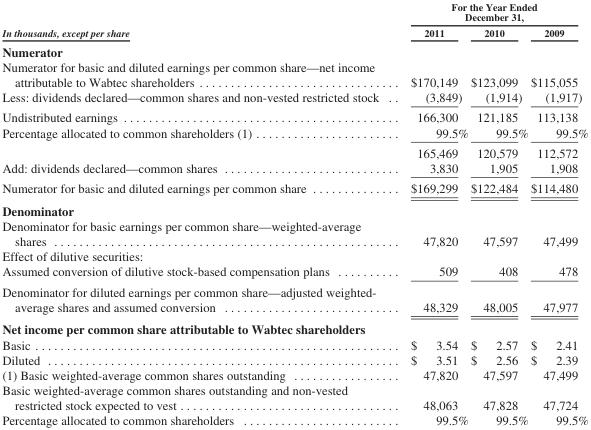 For the Year Ended
December 31,
In thousands, except per share 2011 2010 2009
Numerator
Numerator for basic and diluted earnings per common share—net income
attributable to Wabtec shareholders . . . . . . . . . . . . . . . . . . . . . . . . . . . . . . . $170,149 $123,099 $115,055
Less: dividends declared—common shares and non-vested restricted stock . . (3,849) (1,914) (1,917)
Undistributed earnings . . . . . . . . . . . . . . . . . . . . . . . . . . . . . . . . . . . . . . . . . . . 166,300 121,185 113,138
Percentage allocated to common shareholders (1) . . . . . . . . . . . . . . . . . . . . . . 99.5% 99.5% 99.5%
165,469 120,579 112,572
Add: dividends declared—common shares . . . . . . . . . . . . . . . . . . . . . . . . . . . 3,830 1,905 1,908
Numerator for basic and diluted earnings per common share . . . . . . . . . . . . . $169,299 $122,484 $114,480
Denominator
Denominator for basic earnings per common share—weighted-average
shares . . . . . . . . . . . . . . . . . . . . . . . . . . . . . . . . . . . . . . . . . . . . . . . . . . . . . . 47,820 47,597 47,499
Effect of dilutive securities:
Assumed conversion of dilutive stock-based compensation plans . . . . . . . . . . 509 408 478
Denominator for diluted earnings per common share—adjusted weighted-
average shares and assumed conversion . . . . . . . . . . . . . . . . . . . . . . . . . . . 48,329 48,005 47,977
Net income per common share attributable to Wabtec shareholders
Basic . . . . . . . . . . . . . . . . . . . . . . . . . . . . . . . . . . . . . . . . . . . . . . . . . . . . . . . . . $ 3.54 $ 2.57 $ 2.41
Diluted . . . . . . . . . . . . . . . . . . . . . . . . . . . . . . . . . . . . . . . . . . . . . . . . . . . . . . . $ 3.51 $ 2.56 $ 2.39
(1) Basic weighted-average common shares outstanding . . . . . . . . . . . . . . . . . 47,820 47,597 47,499
Basic weighted-average common shares outstanding and non-vested
restricted stock expected to vest . . . . . . . . . . . . . . . . . . . . . . . . . . . . . . . . . . 48,063 47,828 47,724
Percentage allocated to common shareholders . . . . . . . . . . . . . . . . . . . . . . . . 99.5% 99.5% 99.5%